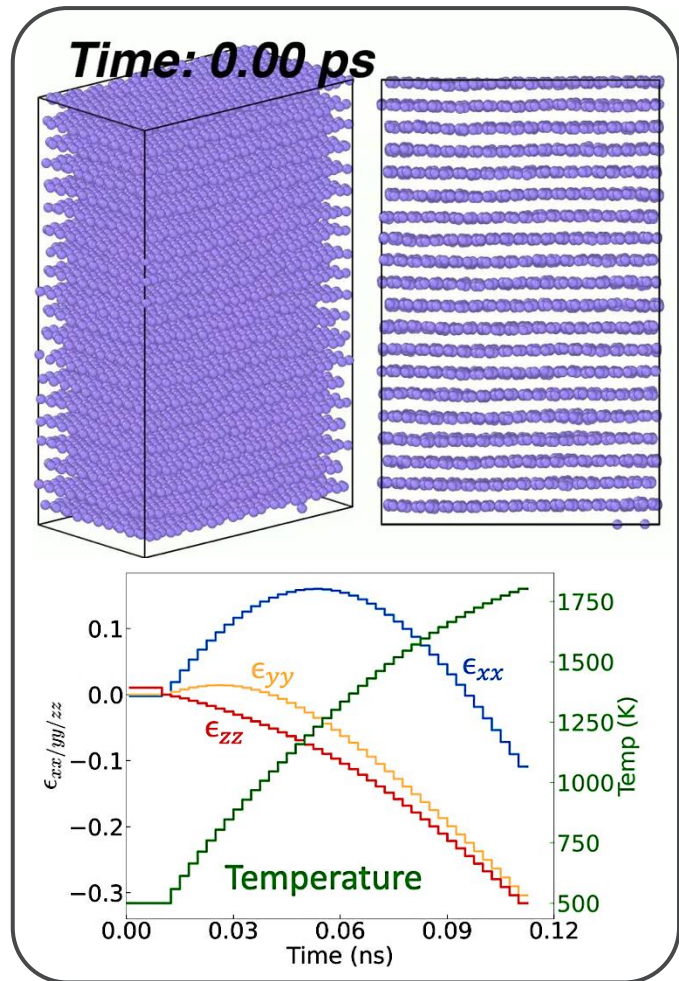 Time: 0.00 ps
0.1
0.0
−0.1
−0.2
−0.3
ϵxx/yy/zz
ϵyy
ϵzz
ϵxx
Temperature
1750
1500
1250
1000
750
500
Temp (K)
0.00 0.03 0.06 0.09 0.12
Time (ns)